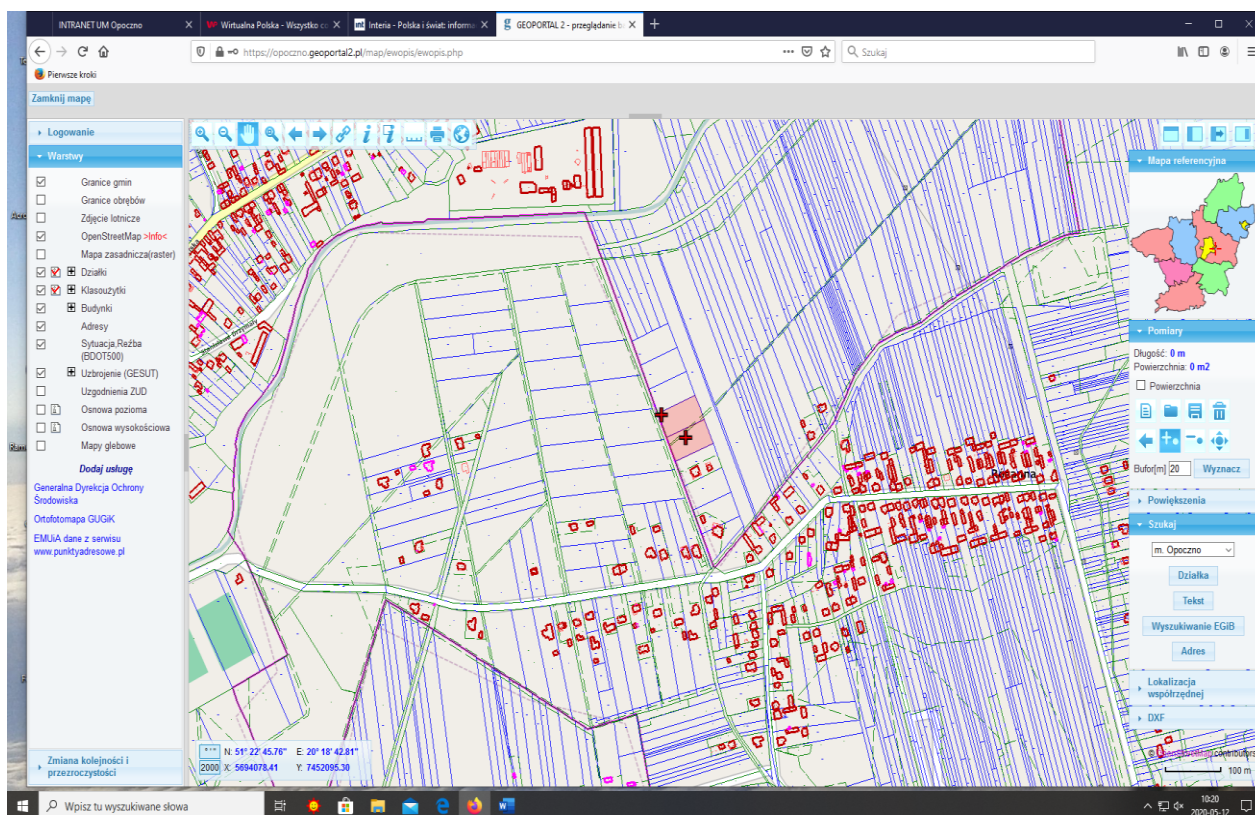 INTRANET UM Opoczno
Wirtualna Polska - Wszystko co
Interia - Polska i świat: informa
GEOPORTAL 2 - przeglądanie ba
https://opoczno.geoportal2.pl/map/ewopis/ewopis.php
Szukaj
Pierwsze kroki
Zamknij mapę
Logowanie
Warstwy
Granice gmin
Granice obrębów
Zdjęcie lotnicze
OpenStreetMap >Info<
Mapa zasadnicza(raster)
Działki
Klasoużytki
Budynki
Adresy
Sytuacja,Reźba
(BDOT500)
Uzbrojenie (GESUT)
Uzgodnienia ZUD
Osnowa pozioma
Osnowa wysokościowa
Mapy glebowe
Dodaj usługę
Generalna Dyrekcja Ochrony
Środowiska
Ortofotomapa GUGiK
EMUiA dane z serwisu
www.punktyadresowe.pl
Zmiana kolejności i
przezroczystości
N: 51° 22' 45.76" E: 20° 18' 42.81"
2000 X: 5694078.41 Y: 7452095.30
Mapa referencyjna
Pomiary
Długość: 0 m
Powierzchnia: 0 m2
Powierzchnia
Bufor[m] 20 Wyznacz
Powiększenia
Szukaj
m. Opoczno
Działka
Tekst
Wyszukiwanie EGiB
Adres
Lokalizacja
współrzędnej
DXF
© OpenStreetMap contributors
100 m
Wpisz tu wyszukiwane słowa
10:20
2020-05-12